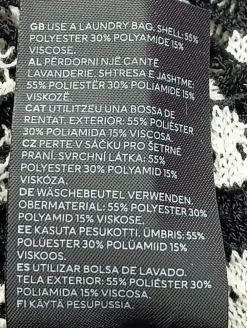 GB USE A LAUNDRY BAG. SHELL: 55%
POLYESTER 30% POLYAMIDE 15%
VISCOSE.
AL PËRDORNI NJË ÇANTË
LAVANDERIE. SHTRESA E JASHTME:
55% POLIESTËR 30% POLIAMID 15%
VISKOZË.
CAT UTILITZEU UNA BOSSA DE
RENTAT. EXTERIOR: 55% POLIÈSTER
30% POLIAMIDA 15% VISCOSA
CZ PERTE V SÁČKU PRO ŠETRNÉ
PRANÍ. SVRCHNÍ LÁTKA: 55%
POLYESTER 30% POLYAMID 15%
VISKÓZA.
DE WÄSCHEBEUTEL VERWENDEN.
OBERMATERIAL: 55% POLYESTER 30%
POLYAMID 15% VISKOSE.
EE KASUTA PESUKOTTI. ÜMBRIS: 55%
POLÜESTER 30% POLÜAMIID 15%
VISKOOS.
ES UTILIZAR BOLSA DE LAVADO.
TELA EXTERIOR: 55% POLIÉSTER 30%
POLIAMIDA 15% VISCOSA.
FI KÄYTÄ PESUPUSSIA.